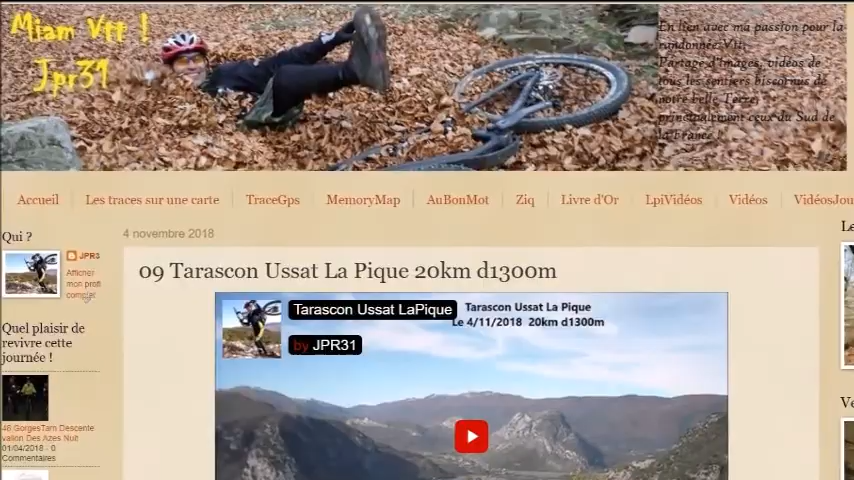 Miam Vtt !
Jpr31
En lien avec ma passion pour la
randonnée Vtt,
Partage d'images, vidéos de
tous les sentiers biscornus de
notre belle Terre,
principalement ceux du Sud de
la France !
Accueil
Les traces sur une carte
TraceGps
MemoryMap
AuBonMot
Ziq
Livre d'Or
LpiVidéos
Vidéos
VidéosJou
Qui ?
JPR3
Afficher
mon profil
complet
Quel plaisir de
revivre cette
journée !
48 GorgesTarn Descente
vallon Des Azes Nuit
01/04/2018 - 0
Commentaires
4 novembre 2018
09 Tarascon Ussat La Pique 20km d1300m
Tarascon Ussat LaPique
by JPR31
Tarascon Ussat La Pique
Le 4/11/2018 20km d1300m
Le
Ve